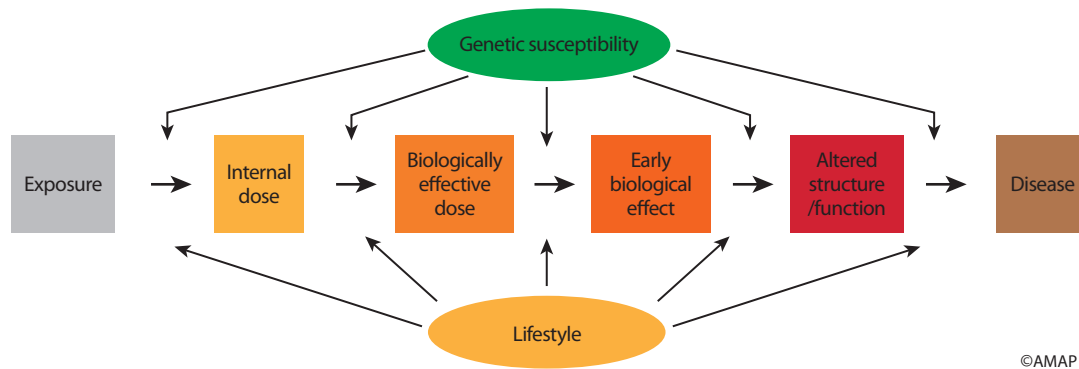 Genetic susceptibility
Exposure
Internal
dose
Biologically
effective
dose
Early
biological
effect
Altered
structure
/function
Disease
Lifestyle
©AMAP